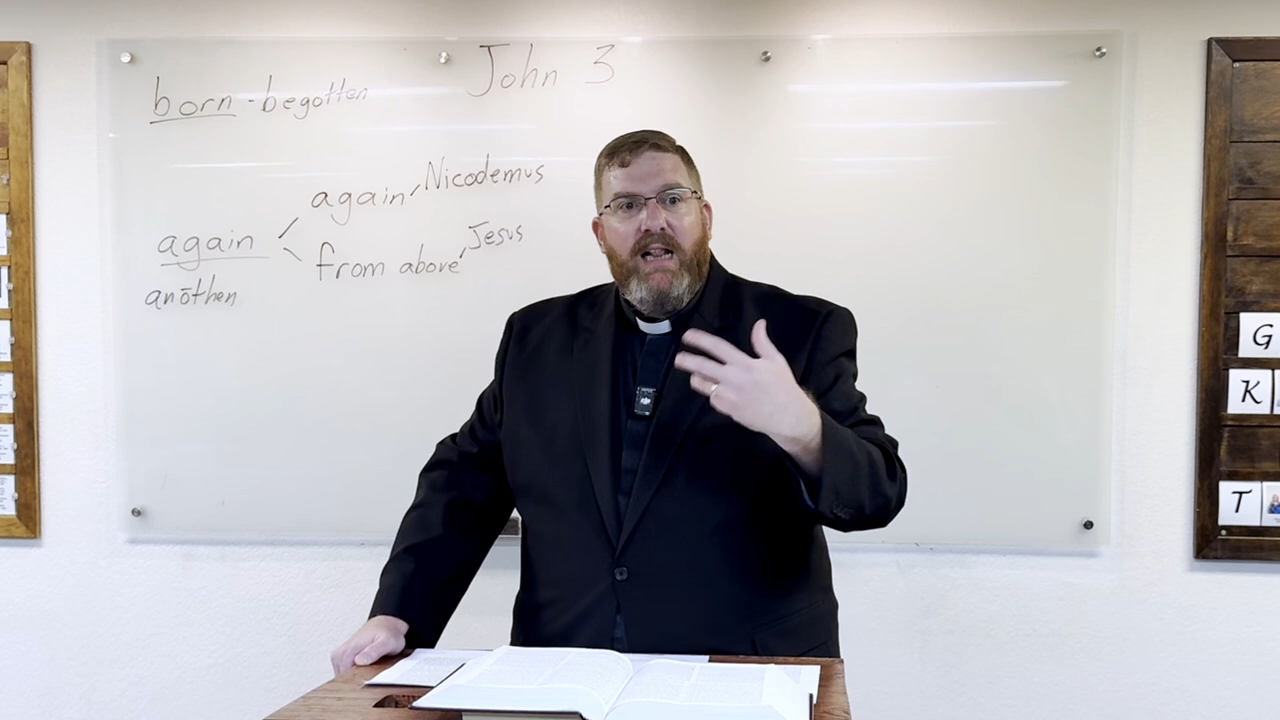 John 3
born - begotten
again, Nicodemus
again < from above, Jesus
anōthen
G
K
T